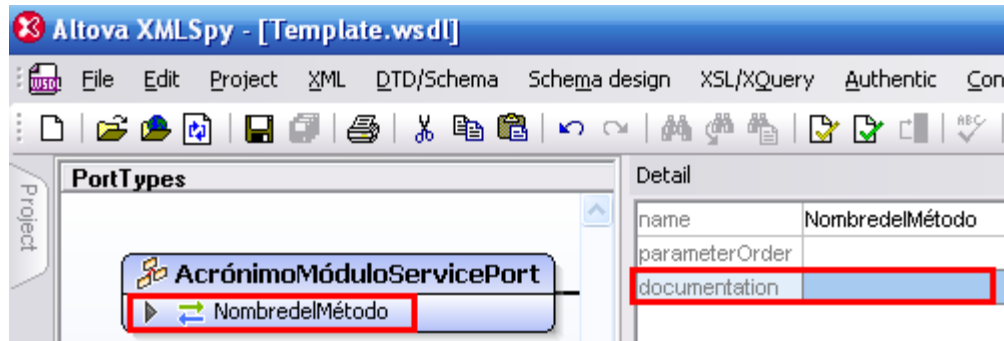 Altova XMLSpy - [Template.wsdl]
File Edit Project XML DTD/Schema Schema design XSL/XQuery Authentic Con
Project
PortTypes
AcrónimoMóduloServicePort
NombredelMétodo
Detail
name NombredelMétodo
parameterOrder
documentation